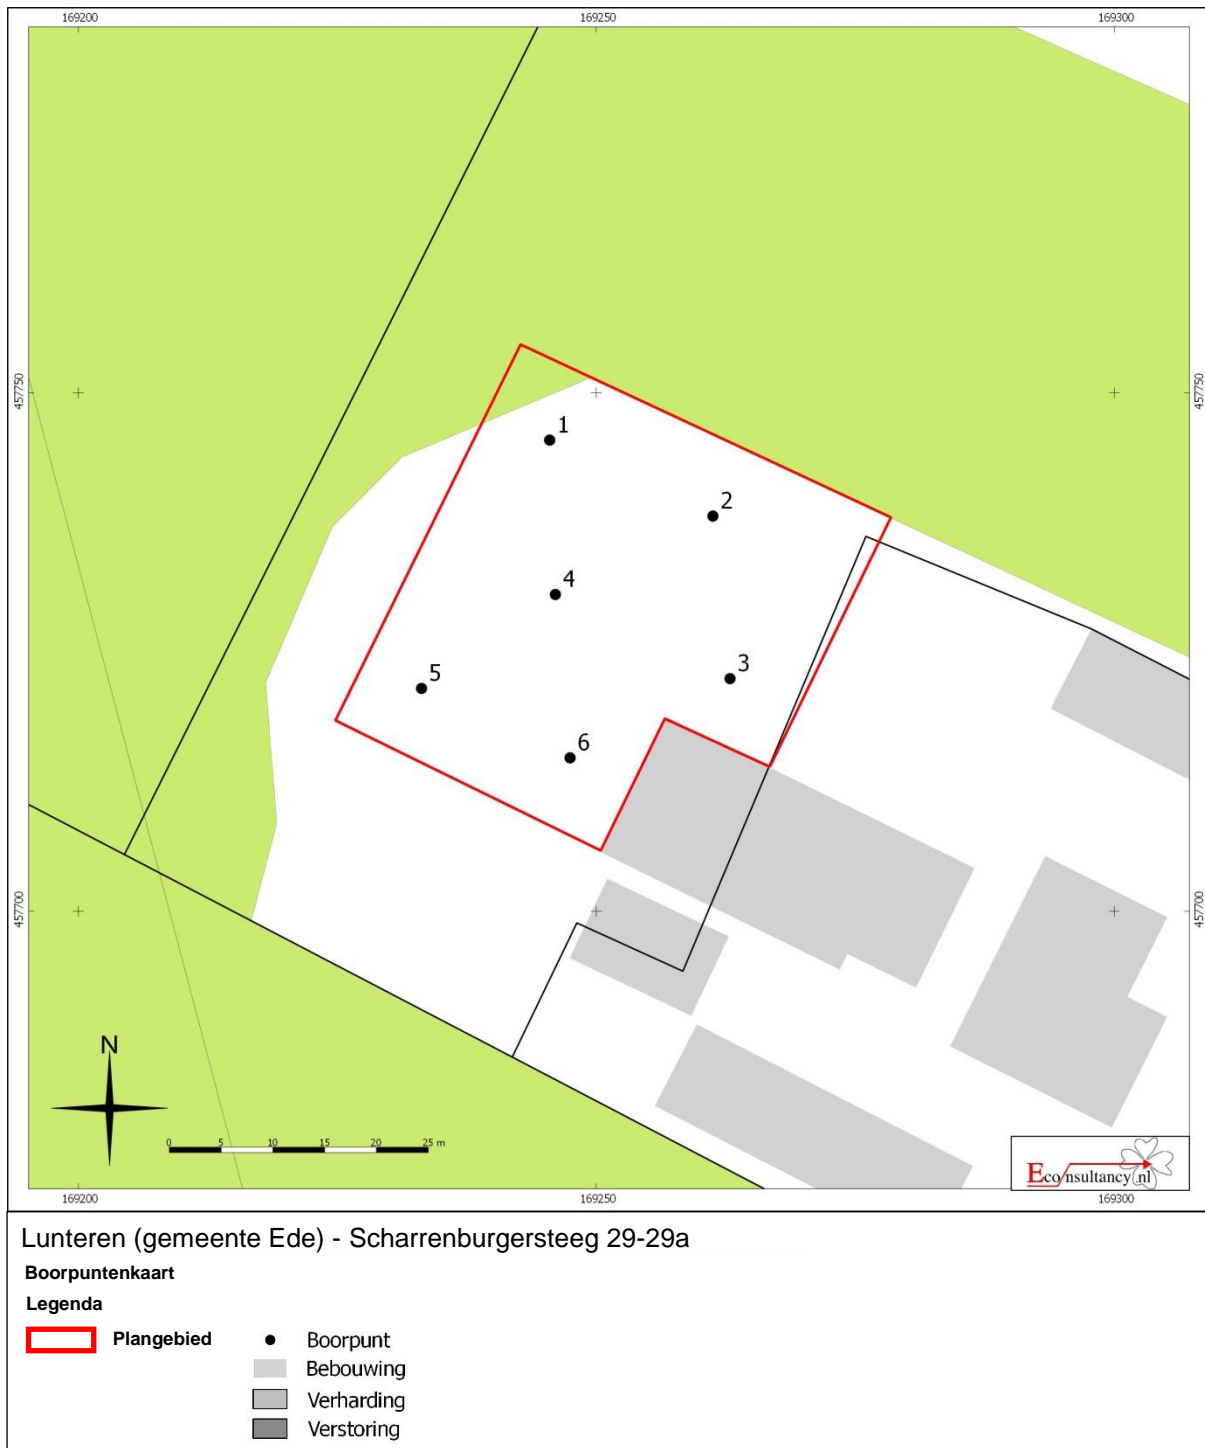 169200 169250 169300
457750 457750
1
2
4
3
5
6
457700 457700
N
0 5 10 15 20 25 m
Econsultancy.nl
169200 169250 169300
Lunteren (gemeente Ede) - Scharrenburgersteeg 29-29a
Boorpuntenkaart
Legenda
Plangebied
Boorpunt
Bebouwing
Verharding
Verstoring